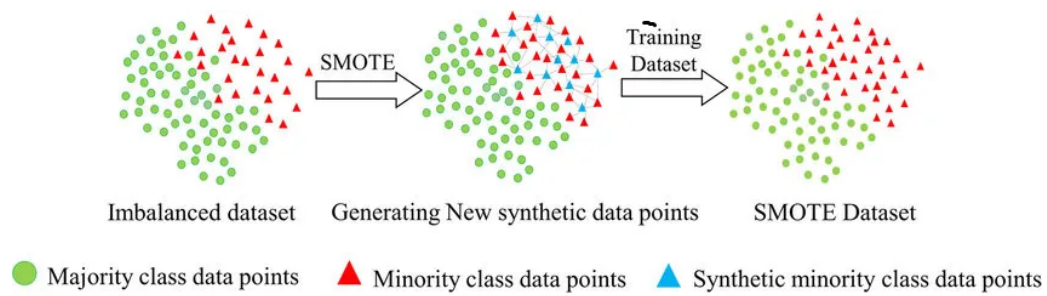 SMOTE
Training
Dataset
Imbalanced dataset
Generating New synthetic data points
SMOTE Dataset
Majority class data points
Minority class data points
Synthetic minority class data points